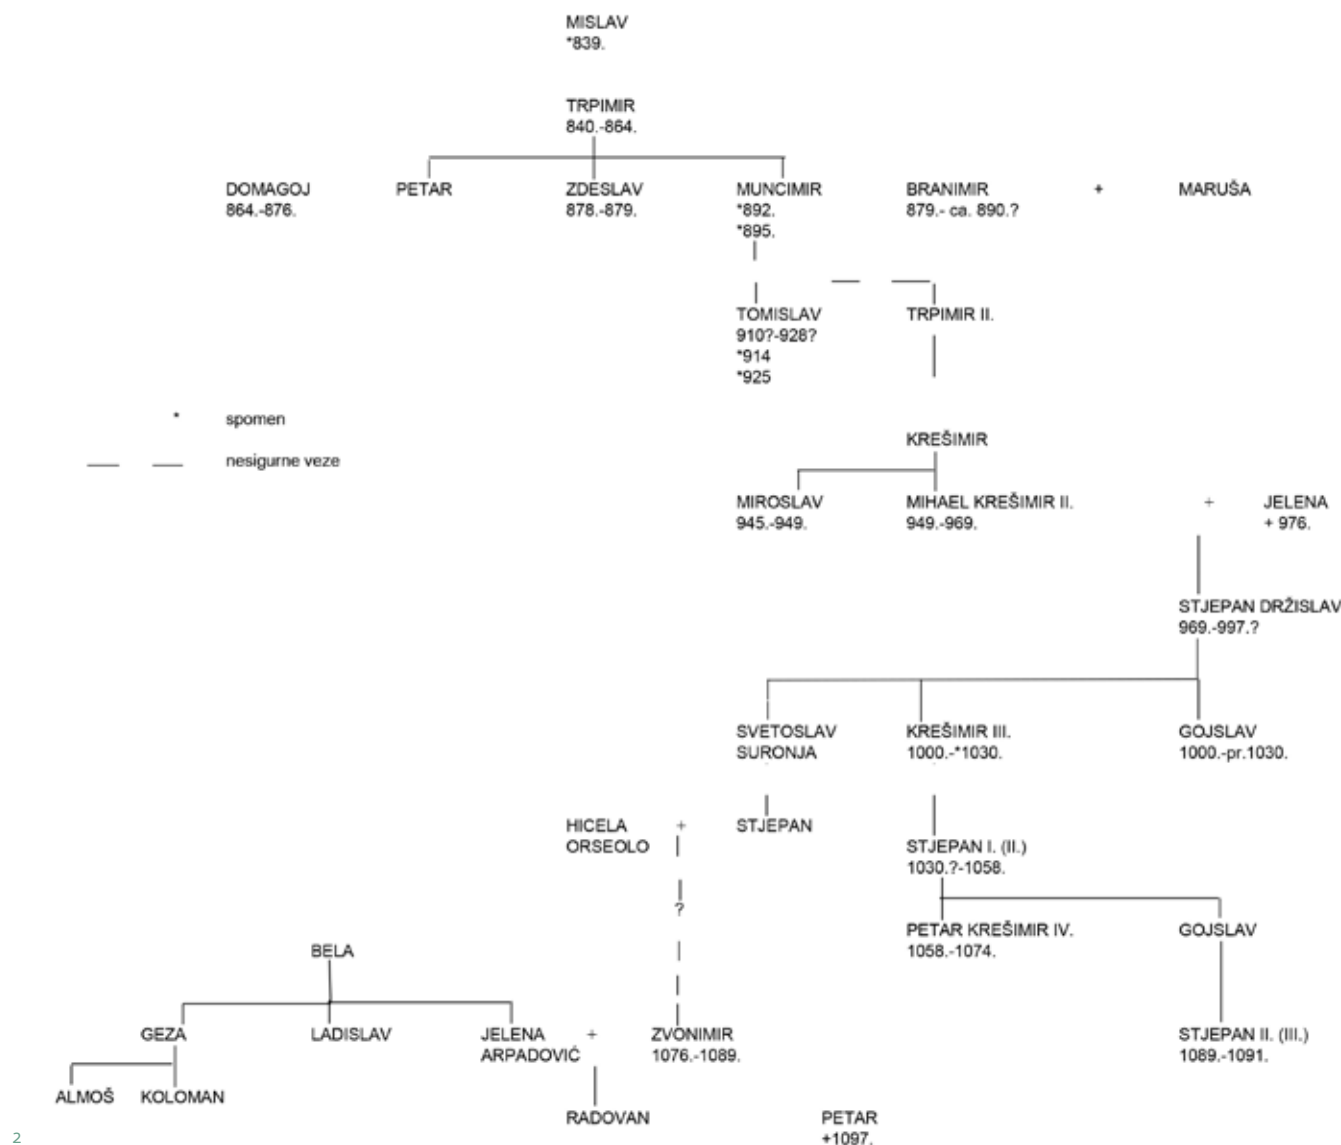 MISLAV
*839.
TRPIMIR
840.-864.
DOMAGOJ
864.-876.
PETAR
ZDESLAV
878.-879.
MUNCIMIR
*892.
*895.
BRANIMIR
879.- ca. 890.?
+
MARUŠA
TOMISLAV
910?-928?
*914
*925
TRPIMIR II.
* spomen
nesigurne veze
KREŠIMIR
MIROSLAV
945.-949.
MIHAEL KREŠIMIR II.
949.-969.
+
JELENA
+ 976.
STJEPAN DRŽISLAV
969.-997.?
SVETOSLAV
SURONJA
KREŠIMIR III.
1000.-*1030.
GOJSLAV
1000.-pr.1030.
HICELA
ORSEOLO
+
STJEPAN
STJEPAN I. (II.)
1030.?-1058.
?
PETAR KREŠIMIR IV.
1058.-1074.
GOJSLAV
BELA
GEZA
LADISLAV
JELENA
ARPADOVIĆ
+
ZVONIMIR
1076.-1089.
STJEPAN II. (III.)
1089.-1091.
ALMOŠ
KOLOMAN
RADOVAN
PETAR
+1097.
2